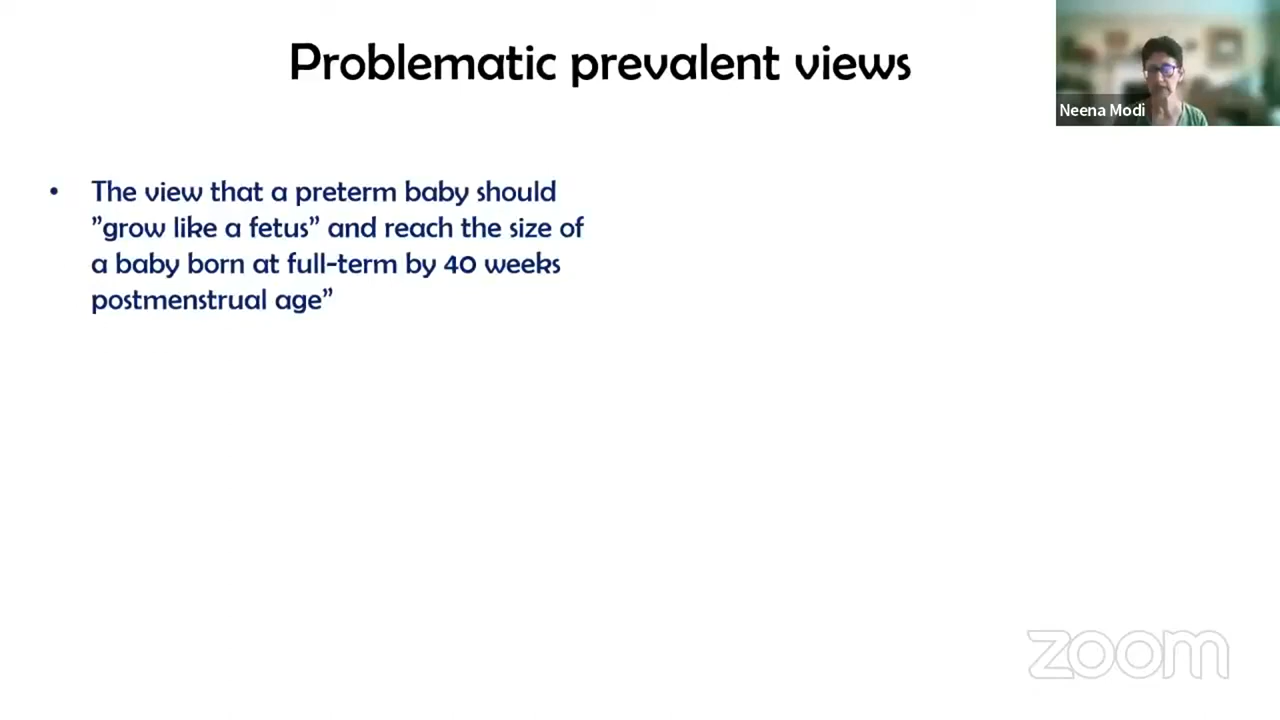 Problematic prevalent views
Neena Modi
• The view that a preterm baby should
”grow like a fetus” and reach the size of
a baby born at full-term by 40 weeks
postmenstrual age”
zoom